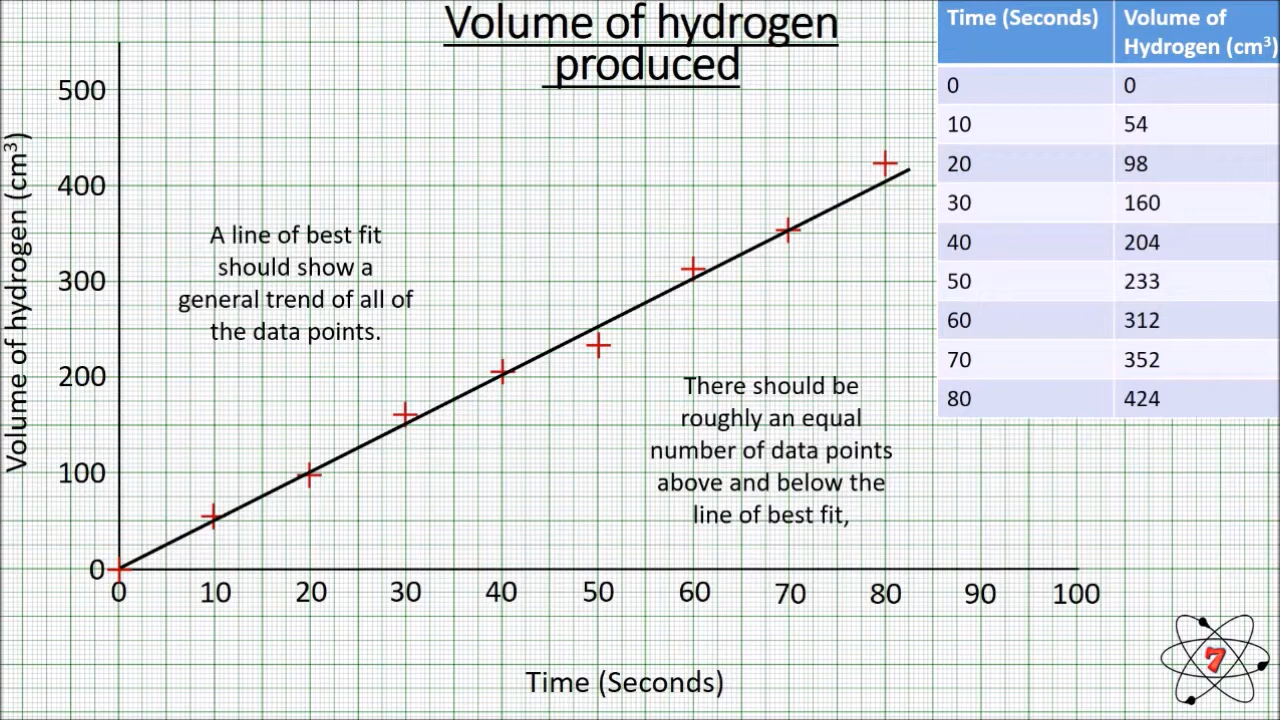 Volume of hydrogen
produced
Time (Seconds) Volume of
Hydrogen (cm³)
0 0
10 54
20 98
30 160
40 204
50 233
60 312
70 352
80 424
Volume of hydrogen (cm³)
500
400
300
200
100
0
A line of best fit
should show a
general trend of all of
the data points.
There should be
roughly an equal
number of data points
above and below the
line of best fit,
0 10 20 30 40 50 60 70 80 90 100
Time (Seconds)
7